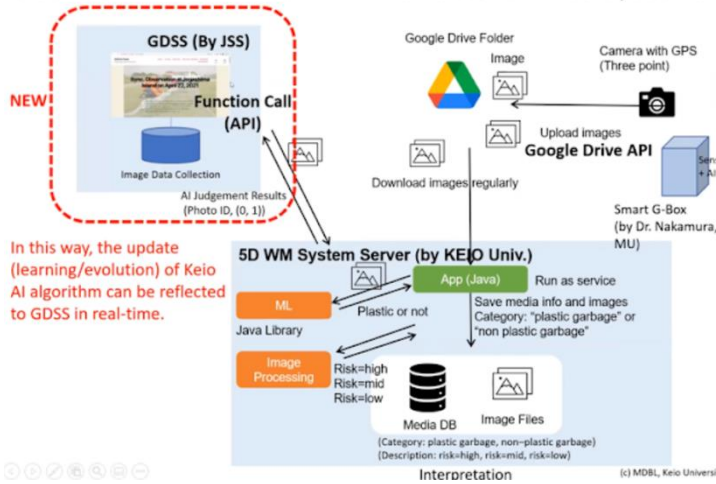 NEW
GDSS (By JSS)
Function Call
(API)
Image Data Collection
AI Judgement Results
(Photo ID, (0, 1))
Google Drive Folder
Image
Camera with GPS
(Three point)
Upload images
Google Drive API
Download images regularly
Sens
+ AI
Smart G-Box
(by Dr. Nakamura,
MU)
In this way, the update
(learning/evolution) of Keio
AI algorithm can be reflected
to GDSS in real-time.
5D WM System Server (by KEIO Univ.)
App (Java)
Run as service
ML
Java Library
Plastic or not
Save media info and images
Category: "plastic garbage" or
"non plastic garbage"
Image
Processing
Risk=high
Risk=mid
Risk=low
Media DB
Image Files
(Category: plastic garbage, non-plastic garbage)
(Description: risk=high, risk=mid, risk=low)
Interpretation
(c) MDBL, Keio Universi